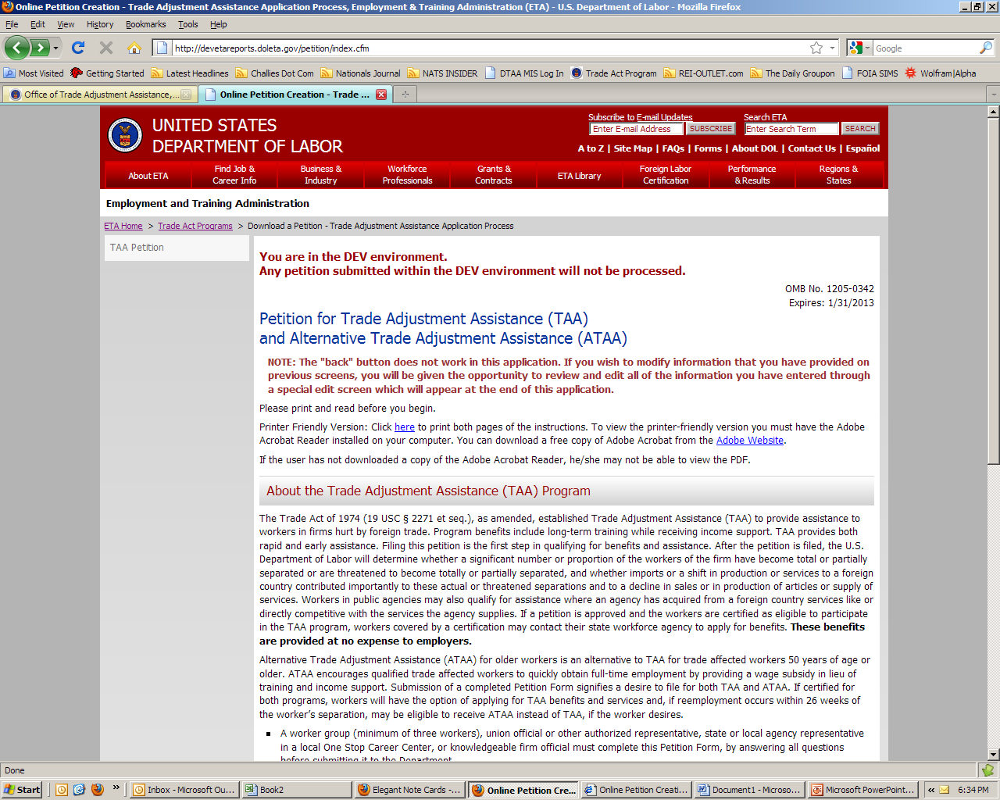 Online Petition Creation - Trade Adjustment Assistance Application Process, Employment & Training Administration (ETA) - U.S. Department of Labor - Mozilla Firefox
File Edit View History Bookmarks Tools Help
http://devetareports.doleta.gov/petition/index.cfm
Google
Most Visited Getting Started Latest Headlines Challies Dot Com Nationals Journal NATS INSIDER DTAA MIS Log In Trade Act Program REI-OUTLET.com The Daily Groupon FOIA SIMS Wolfram|Alpha
Office of Trade Adjustment Assistance,... Online Petition Creation - Trade ...
UNITED STATES
DEPARTMENT OF LABOR
Subscribe to E-mail Updates Search ETA
Enter E-mail Address SUBSCRIBE Enter Search Term SEARCH
A to Z | Site Map | FAQs | Forms | About DOL | Contact Us | Español
About ETA
Find Job &
Career Info
Business &
Industry
Workforce
Professionals
Grants &
Contracts
ETA Library
Foreign Labor
Certification
Performance
& Results
Regions &
States
Employment and Training Administration
ETA Home > Trade Act Programs > Download a Petition - Trade Adjustment Assistance Application Process
TAA Petition
You are in the DEV environment.
Any petition submitted within the DEV environment will not be processed.
OMB No. 1205-0342
Expires: 1/31/2013
Petition for Trade Adjustment Assistance (TAA)
and Alternative Trade Adjustment Assistance (ATAA)
NOTE: The "back" button does not work in this application. If you wish to modify information that you have provided on
previous screens, you will be given the opportunity to review and edit all of the information you have entered through
a special edit screen which will appear at the end of this application.
Please print and read before you begin.
Printer Friendly Version: Click here to print both pages of the instructions. To view the printer-friendly version you must have the Adobe
Acrobat Reader installed on your computer. You can download a free copy of Adobe Acrobat from the Adobe Website.
If the user has not downloaded a copy of the Adobe Acrobat Reader, he/she may not be able to view the PDF.
About the Trade Adjustment Assistance (TAA) Program
The Trade Act of 1974 (19 USC § 2271 et seq.), as amended, established Trade Adjustment Assistance (TAA) to provide assistance to
workers in firms hurt by foreign trade. Program benefits include long-term training while receiving income support. TAA provides both
rapid and early assistance. Filing this petition is the first step in qualifying for benefits and assistance. After the petition is filed, the U.S.
Department of Labor will determine whether a significant number or proportion of the workers of the firm have become total or partially
separated or are threatened to become totally or partially separated, and whether imports or a shift in production or services to a foreign
country contributed importantly to these actual or threatened separations and to a decline in sales or in production of articles or supply of
services. Workers in public agencies may also qualify for assistance where an agency has acquired from a foreign country services like or
directly competitive with the services the agency supplies. If a petition is approved and the workers are certified as eligible to participate
in the TAA program, workers covered by a certification may contact their state workforce agency to apply for benefits. These benefits
are provided at no expense to employers.
Alternative Trade Adjustment Assistance (ATAA) for older workers is an alternative to TAA for trade affected workers 50 years of age or
older. ATAA encourages qualified trade affected workers to quickly obtain full-time employment by providing a wage subsidy in lieu of
training and income support. Submission of a completed Petition Form signifies a desire to file for both TAA and ATAA. If certified for
both programs, workers will have the option of applying for TAA benefits and services and, if reemployment occurs within 26 weeks of
the worker's separation, may be eligible to receive ATAA instead of TAA, if the worker desires.
▪ A worker group (minimum of three workers), union official or other authorized representative, state or local agency representative
in a local One Stop Career Center, or knowledgeable firm official must complete this Petition Form, by answering all questions
before submitting it to the Department
Done
Start » Inbox - Microsoft Ou... Book2 Elegant Note Cards -... Online Petition Cre... Online Petition Creati... Document1 - Microso... Microsoft PowerPoint... « 6:34 PM